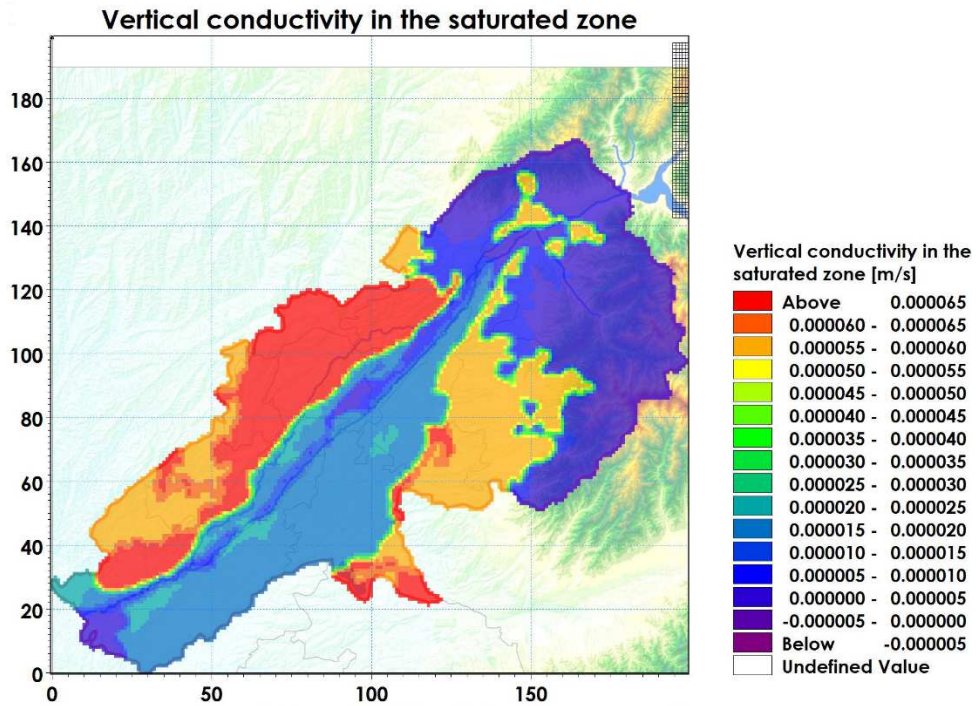 Vertical conductivity in the saturated zone
180
160
140
120
100
80
60
40
20
0
0 50 100 150
Vertical conductivity in the
saturated zone [m/s]
Above 0.000065
0.000060 - 0.000065
0.000055 - 0.000060
0.000050 - 0.000055
0.000045 - 0.000050
0.000040 - 0.000045
0.000035 - 0.000040
0.000030 - 0.000035
0.000025 - 0.000030
0.000020 - 0.000025
0.000015 - 0.000020
0.000010 - 0.000015
0.000005 - 0.000010
0.000000 - 0.000005
-0.000005 - 0.000000
Below -0.000005
Undefined Value